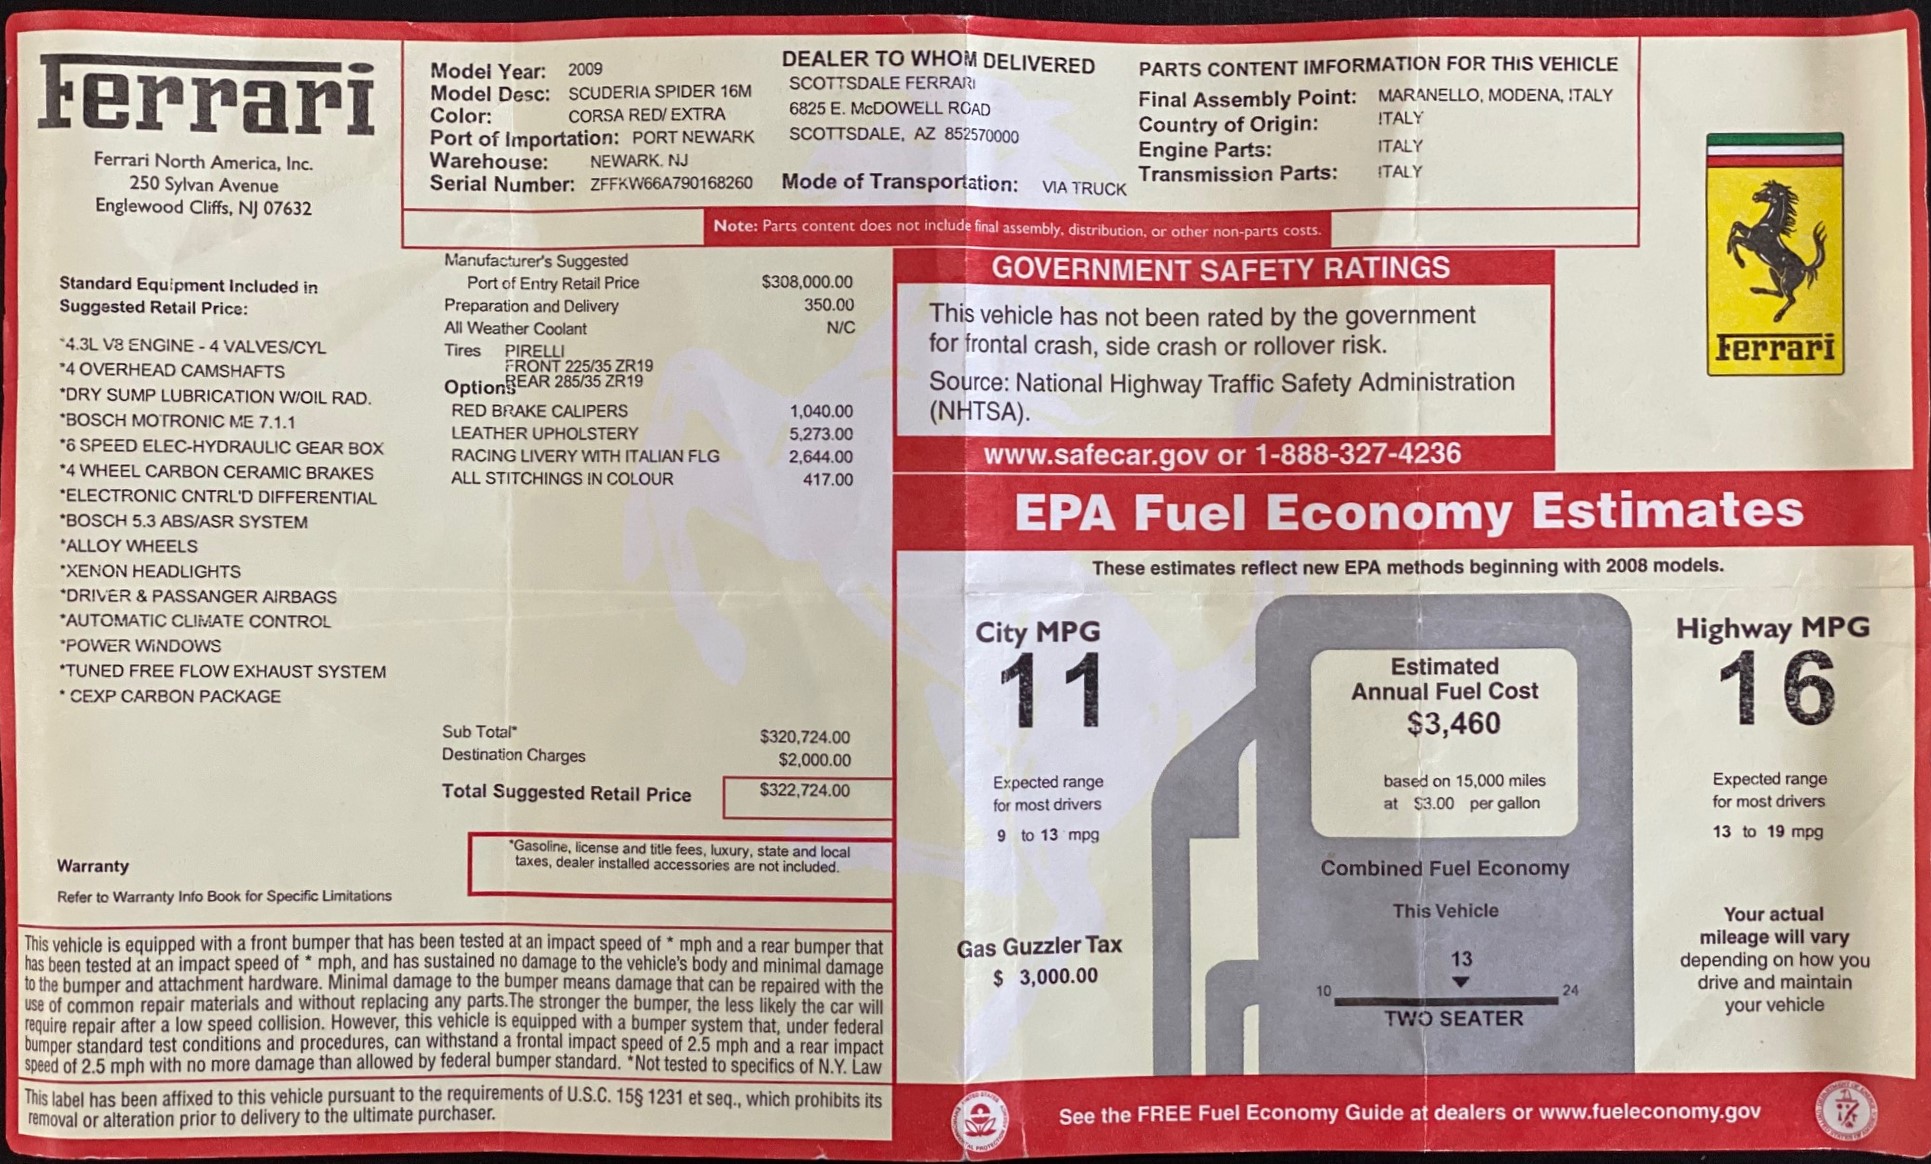 Ferrari
Ferrari North America, Inc.
250 Sylvan Avenue
Englewood Cliffs, NJ 07632
Model Year: 2009
Model Desc: SCUDERIA SPIDER 16M
Color: CORSA RED/ EXTRA
Port of Importation: PORT NEWARK
Warehouse: NEWARK. NJ
Serial Number: ZFFKW66A790168260
DEALER TO WHOM DELIVERED
SCOTTSDALE FERRARI
6825 E. McDOWELL ROAD
SCOTTSDALE, AZ 852570000
Mode of Transportation: VIA TRUCK
PARTS CONTENT IMFORMATION FOR THIS VEHICLE
Final Assembly Point: MARANELLO, MODENA, ITALY
Country of Origin: ITALY
Engine Parts: ITALY
Transmission Parts: ITALY
Note: Parts content does not include final assembly, distribution, or other non-parts costs.
Ferrari
Standard Equipment Included in
Suggested Retail Price:
*4.3L V8 ENGINE - 4 VALVES/CYL
*4 OVERHEAD CAMSHAFTS
*DRY SUMP LUBRICATION W/OIL RAD.
*BOSCH MOTRONIC ME 7.1.1
*6 SPEED ELEC-HYDRAULIC GEAR BOX
*4 WHEEL CARBON CERAMIC BRAKES
*ELECTRONIC CNTRL'D DIFFERENTIAL
*BOSCH 5.3 ABS/ASR SYSTEM
*ALLOY WHEELS
*XENON HEADLIGHTS
*DRIVER & PASSANGER AIRBAGS
*AUTOMATIC CLIMATE CONTROL
*POWER WINDOWS
*TUNED FREE FLOW EXHAUST SYSTEM
* CEXP CARBON PACKAGE
Warranty
Refer to Warranty Info Book for Specific Limitations
Manufacturer's Suggested
Port of Entry Retail Price $308,000.00
Preparation and Delivery 350.00
All Weather Coolant N/C
Tires PIRELLI
FRONT 225/35 ZR19
Options REAR 285/35 ZR19
RED BRAKE CALIPERS 1,040.00
LEATHER UPHOLSTERY 5,273.00
RACING LIVERY WITH ITALIAN FLG 2,644.00
ALL STITCHINGS IN COLOUR 417.00
Sub Total* $320,724.00
Destination Charges $2,000.00
Total Suggested Retail Price $322,724.00
*Gasoline, license and title fees, luxury, state and local
taxes, dealer installed accessories are not included.
This vehicle is equipped with a front bumper that has been tested at an impact speed of * mph and a rear bumper that
has been tested at an impact speed of * mph, and has sustained no damage to the vehicle's body and minimal damage
to the bumper and attachment hardware. Minimal damage to the bumper means damage that can be repaired with the
use of common repair materials and without replacing any parts.The stronger the bumper, the less likely the car will
require repair after a low speed collision. However, this vehicle is equipped with a bumper system that, under federal
bumper standard test conditions and procedures, can withstand a frontal impact speed of 2.5 mph and a rear impact
speed of 2.5 mph with no more damage than allowed by federal bumper standard. *Not tested to specifics of N.Y. Law
This label has been affixed to this vehicle pursuant to the requirements of U.S.C. 15§ 1231 et seq., which prohibits its
removal or alteration prior to delivery to the ultimate purchaser.
GOVERNMENT SAFETY RATINGS
This vehicle has not been rated by the government
for frontal crash, side crash or rollover risk.
Source: National Highway Traffic Safety Administration
(NHTSA).
www.safecar.gov or 1-888-327-4236
EPA Fuel Economy Estimates
These estimates reflect new EPA methods beginning with 2008 models.
City MPG
11
Expected range
for most drivers
9 to 13 mpg
Gas Guzzler Tax
$ 3,000.00
Estimated
Annual Fuel Cost
$3,460
based on 15,000 miles
at $3.00 per gallon
Combined Fuel Economy
This Vehicle
13
10 24
TWO SEATER
Highway MPG
16
Expected range
for most drivers
13 to 19 mpg
Your actual
mileage will vary
depending on how you
drive and maintain
your vehicle
See the FREE Fuel Economy Guide at dealers or www.fueleconomy.gov